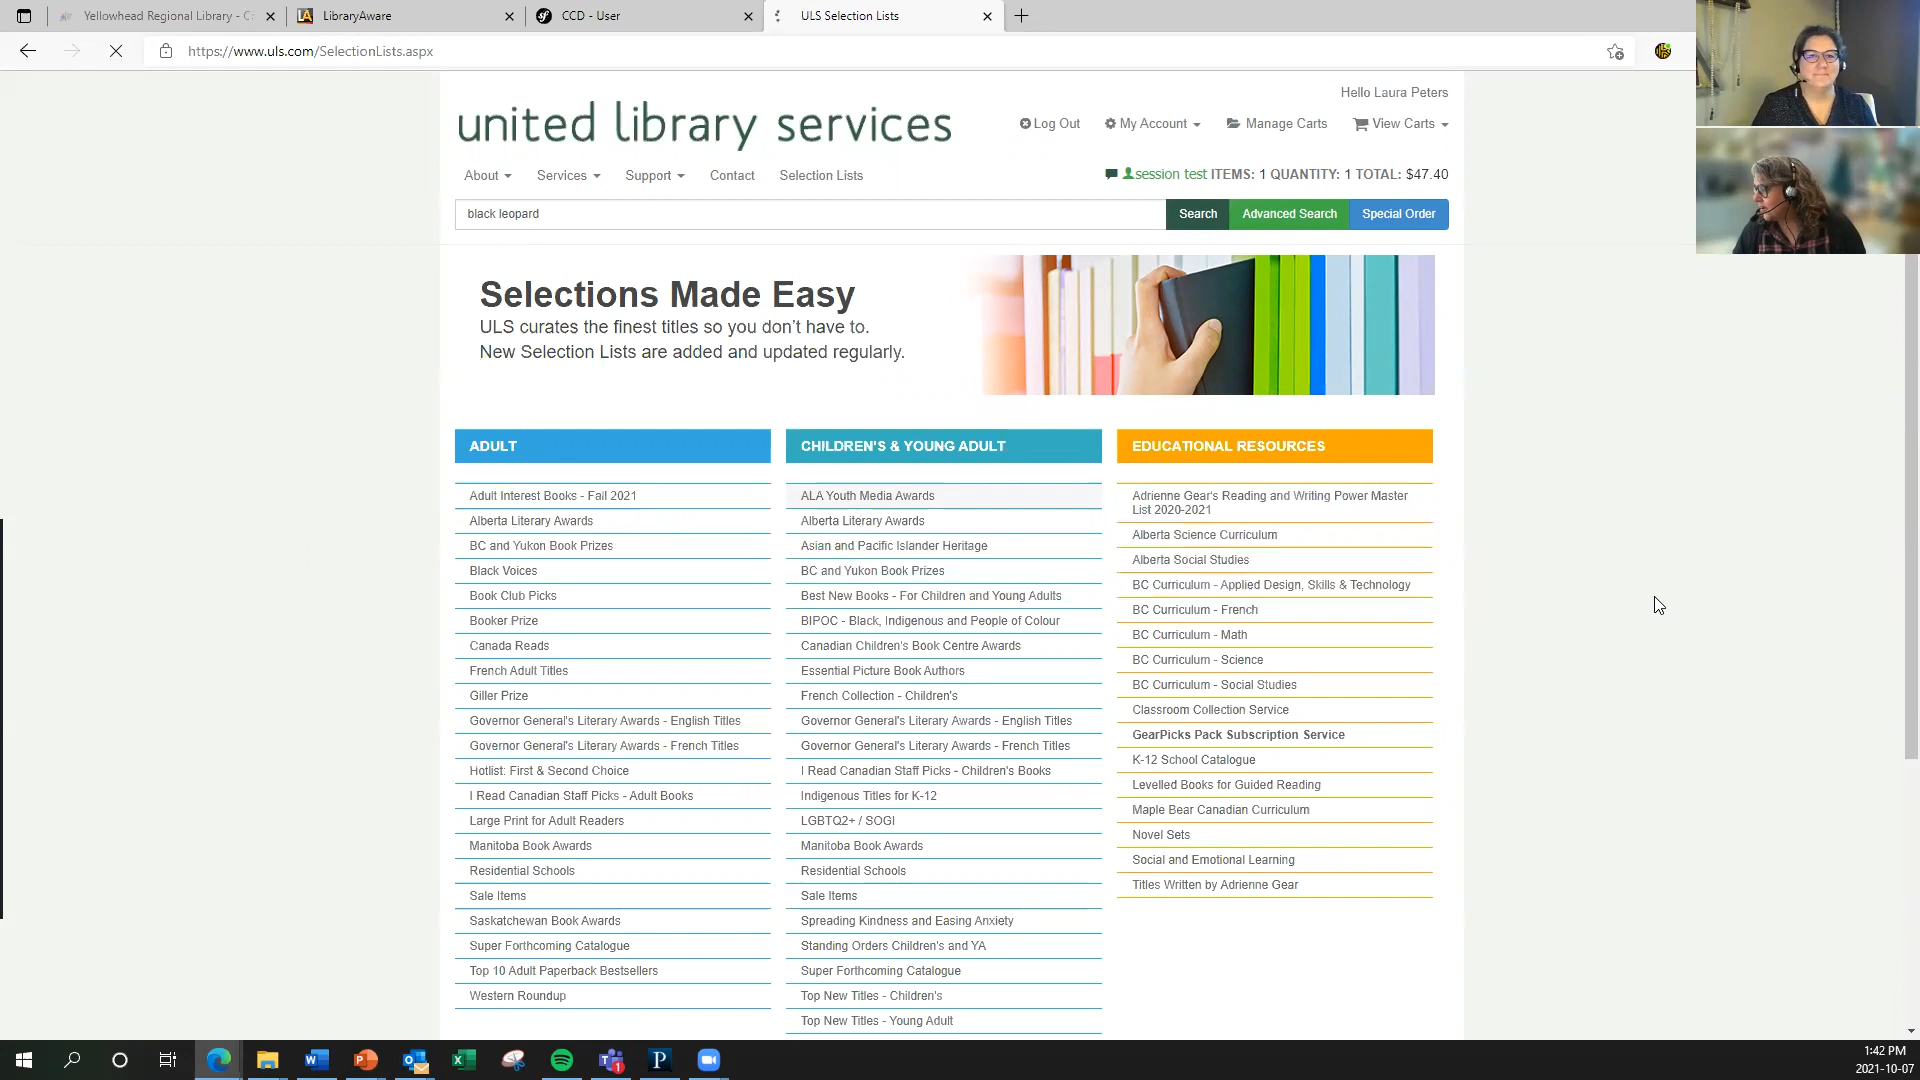 Yellowhead Regional Library - C
LibraryAware
CCD - User
ULS Selection Lists
https://www.uls.com/SelectionLists.aspx
Hello Laura Peters
united library services
Log Out
My Account
Manage Carts
View Carts
About
Services
Support
Contact
Selection Lists
session test ITEMS: 1 QUANTITY: 1 TOTAL: $47.40
black leopard
Search
Advanced Search
Special Order
Selections Made Easy
ULS curates the finest titles so you don't have to.
New Selection Lists are added and updated regularly.
ADULT
Adult Interest Books - Fall 2021
Alberta Literary Awards
BC and Yukon Book Prizes
Black Voices
Book Club Picks
Booker Prize
Canada Reads
French Adult Titles
Giller Prize
Governor General's Literary Awards - English Titles
Governor General's Literary Awards - French Titles
Hotlist: First & Second Choice
I Read Canadian Staff Picks - Adult Books
Large Print for Adult Readers
Manitoba Book Awards
Residential Schools
Sale Items
Saskatchewan Book Awards
Super Forthcoming Catalogue
Top 10 Adult Paperback Bestsellers
Western Roundup
CHILDREN'S & YOUNG ADULT
ALA Youth Media Awards
Alberta Literary Awards
Asian and Pacific Islander Heritage
BC and Yukon Book Prizes
Best New Books - For Children and Young Adults
BIPOC - Black, Indigenous and People of Colour
Canadian Children's Book Centre Awards
Essential Picture Book Authors
French Collection - Children's
Governor General's Literary Awards - English Titles
Governor General's Literary Awards - French Titles
I Read Canadian Staff Picks - Children's Books
Indigenous Titles for K-12
LGBTQ2+ / SOGI
Manitoba Book Awards
Residential Schools
Sale Items
Spreading Kindness and Easing Anxiety
Standing Orders Children's and YA
Super Forthcoming Catalogue
Top New Titles - Children's
Top New Titles - Young Adult
EDUCATIONAL RESOURCES
Adrienne Gear's Reading and Writing Power Master
List 2020-2021
Alberta Science Curriculum
Alberta Social Studies
BC Curriculum - Applied Design, Skills & Technology
BC Curriculum - French
BC Curriculum - Math
BC Curriculum - Science
BC Curriculum - Social Studies
Classroom Collection Service
GearPicks Pack Subscription Service
K-12 School Catalogue
Levelled Books for Guided Reading
Maple Bear Canadian Curriculum
Novel Sets
Social and Emotional Learning
Titles Written by Adrienne Gear
1:42 PM
2021-10-07